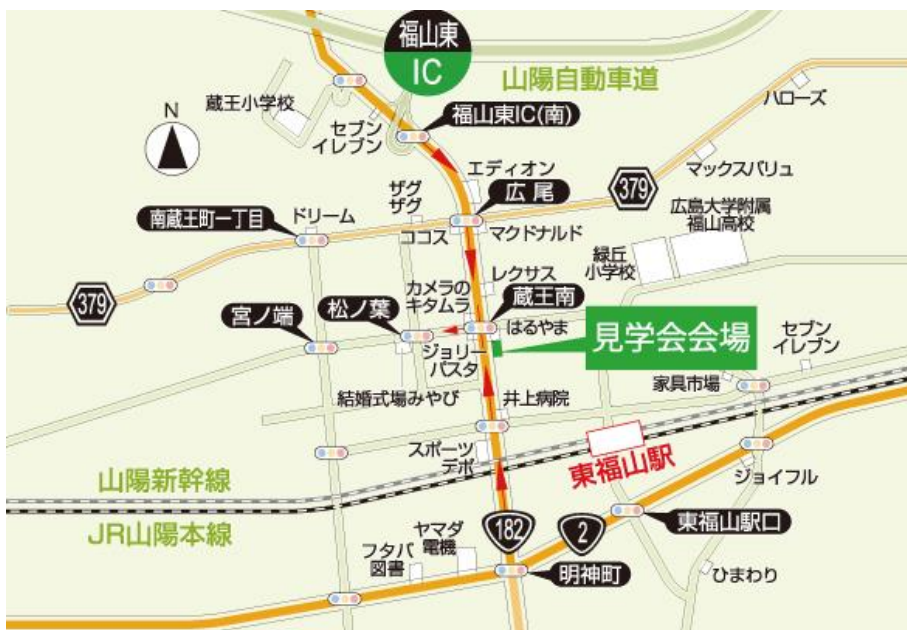 福山東
IC
山陽自動車道
蔵王小学校
ハローズ
セブン
イレブン
福山東IC(南)
N
エディオン
マックスバリュ
ザグ
ザグ
広尾
379
広島大学附属
福山高校
南蔵王町一丁目
ドリーム
ココス
マクドナルド
緑丘
小学校
レクサス
カメラの
キタムラ
蔵王南
379
宮ノ端
松ノ葉
はるやま
見学会会場
セブン
イレブン
ジョリー
パスタ
家具市場
結婚式場みやび
井上病院
スポーツ
デポ
東福山駅
ジョイフル
山陽新幹線
JR山陽本線
182
2
東福山駅口
ヤマダ
電機
フタバ
図書
明神町
ひまわり